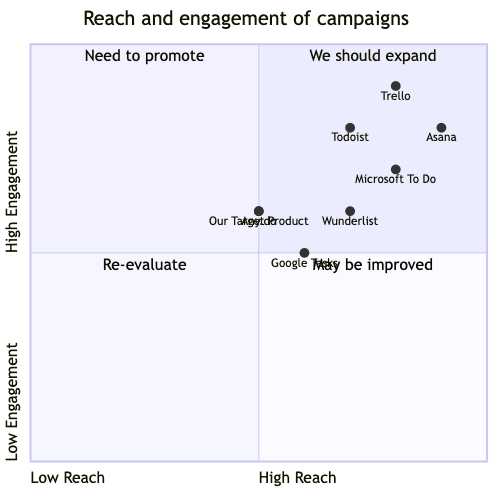 Reach and engagement of campaigns
Need to promote
We should expand
Trello
Todoist
Asana
Microsoft To Do
Our Target Product
Any.do
Wunderlist
Google Tasks
Re-evaluate
May be improved
High Engagement
Low Engagement
Low Reach
High Reach